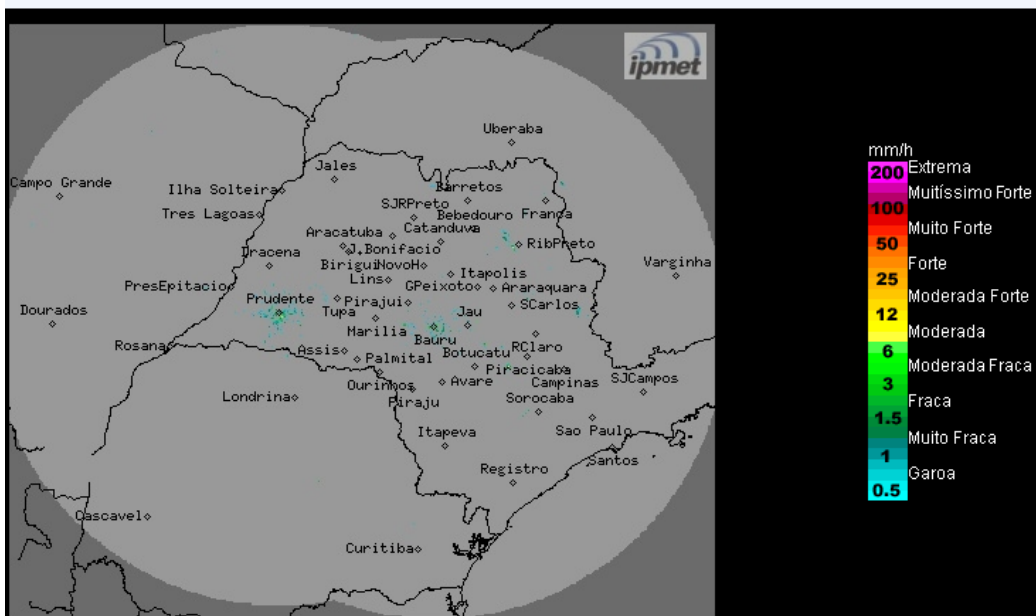 ipmet
Uberaba
Jales
Campo Grande
Ilha Solteira
Barretos
SJRPreto
Tres Lagoas
Bebedouro
Franca
Catanduva
Aracatuba
RibPreto
J.Bonifacio
Dracena
Birigui
NovoH
Varginha
Itapolis
Lins
PresEpitacio
GPeixoto
Araraquara
Prudente
Tupa
Pirajui
SCarlos
Dourados
Jau
Marilia
Bauru
Rosana
Assis
Botucatu
RClaro
Palmital
Piracicaba
SJCampos
Ourinhos
Avare
Campinas
Londrina
Piraju
Sorocaba
Itapeva
Sao Paulo
Santos
Registro
Cascavel
Curitiba
mm/h
200 Extrema
Muitíssimo Forte
100
Muito Forte
50
Forte
25
Moderada Forte
12
Moderada
6
Moderada Fraca
3
Fraca
1.5
Muito Fraca
1
Garoa
0.5